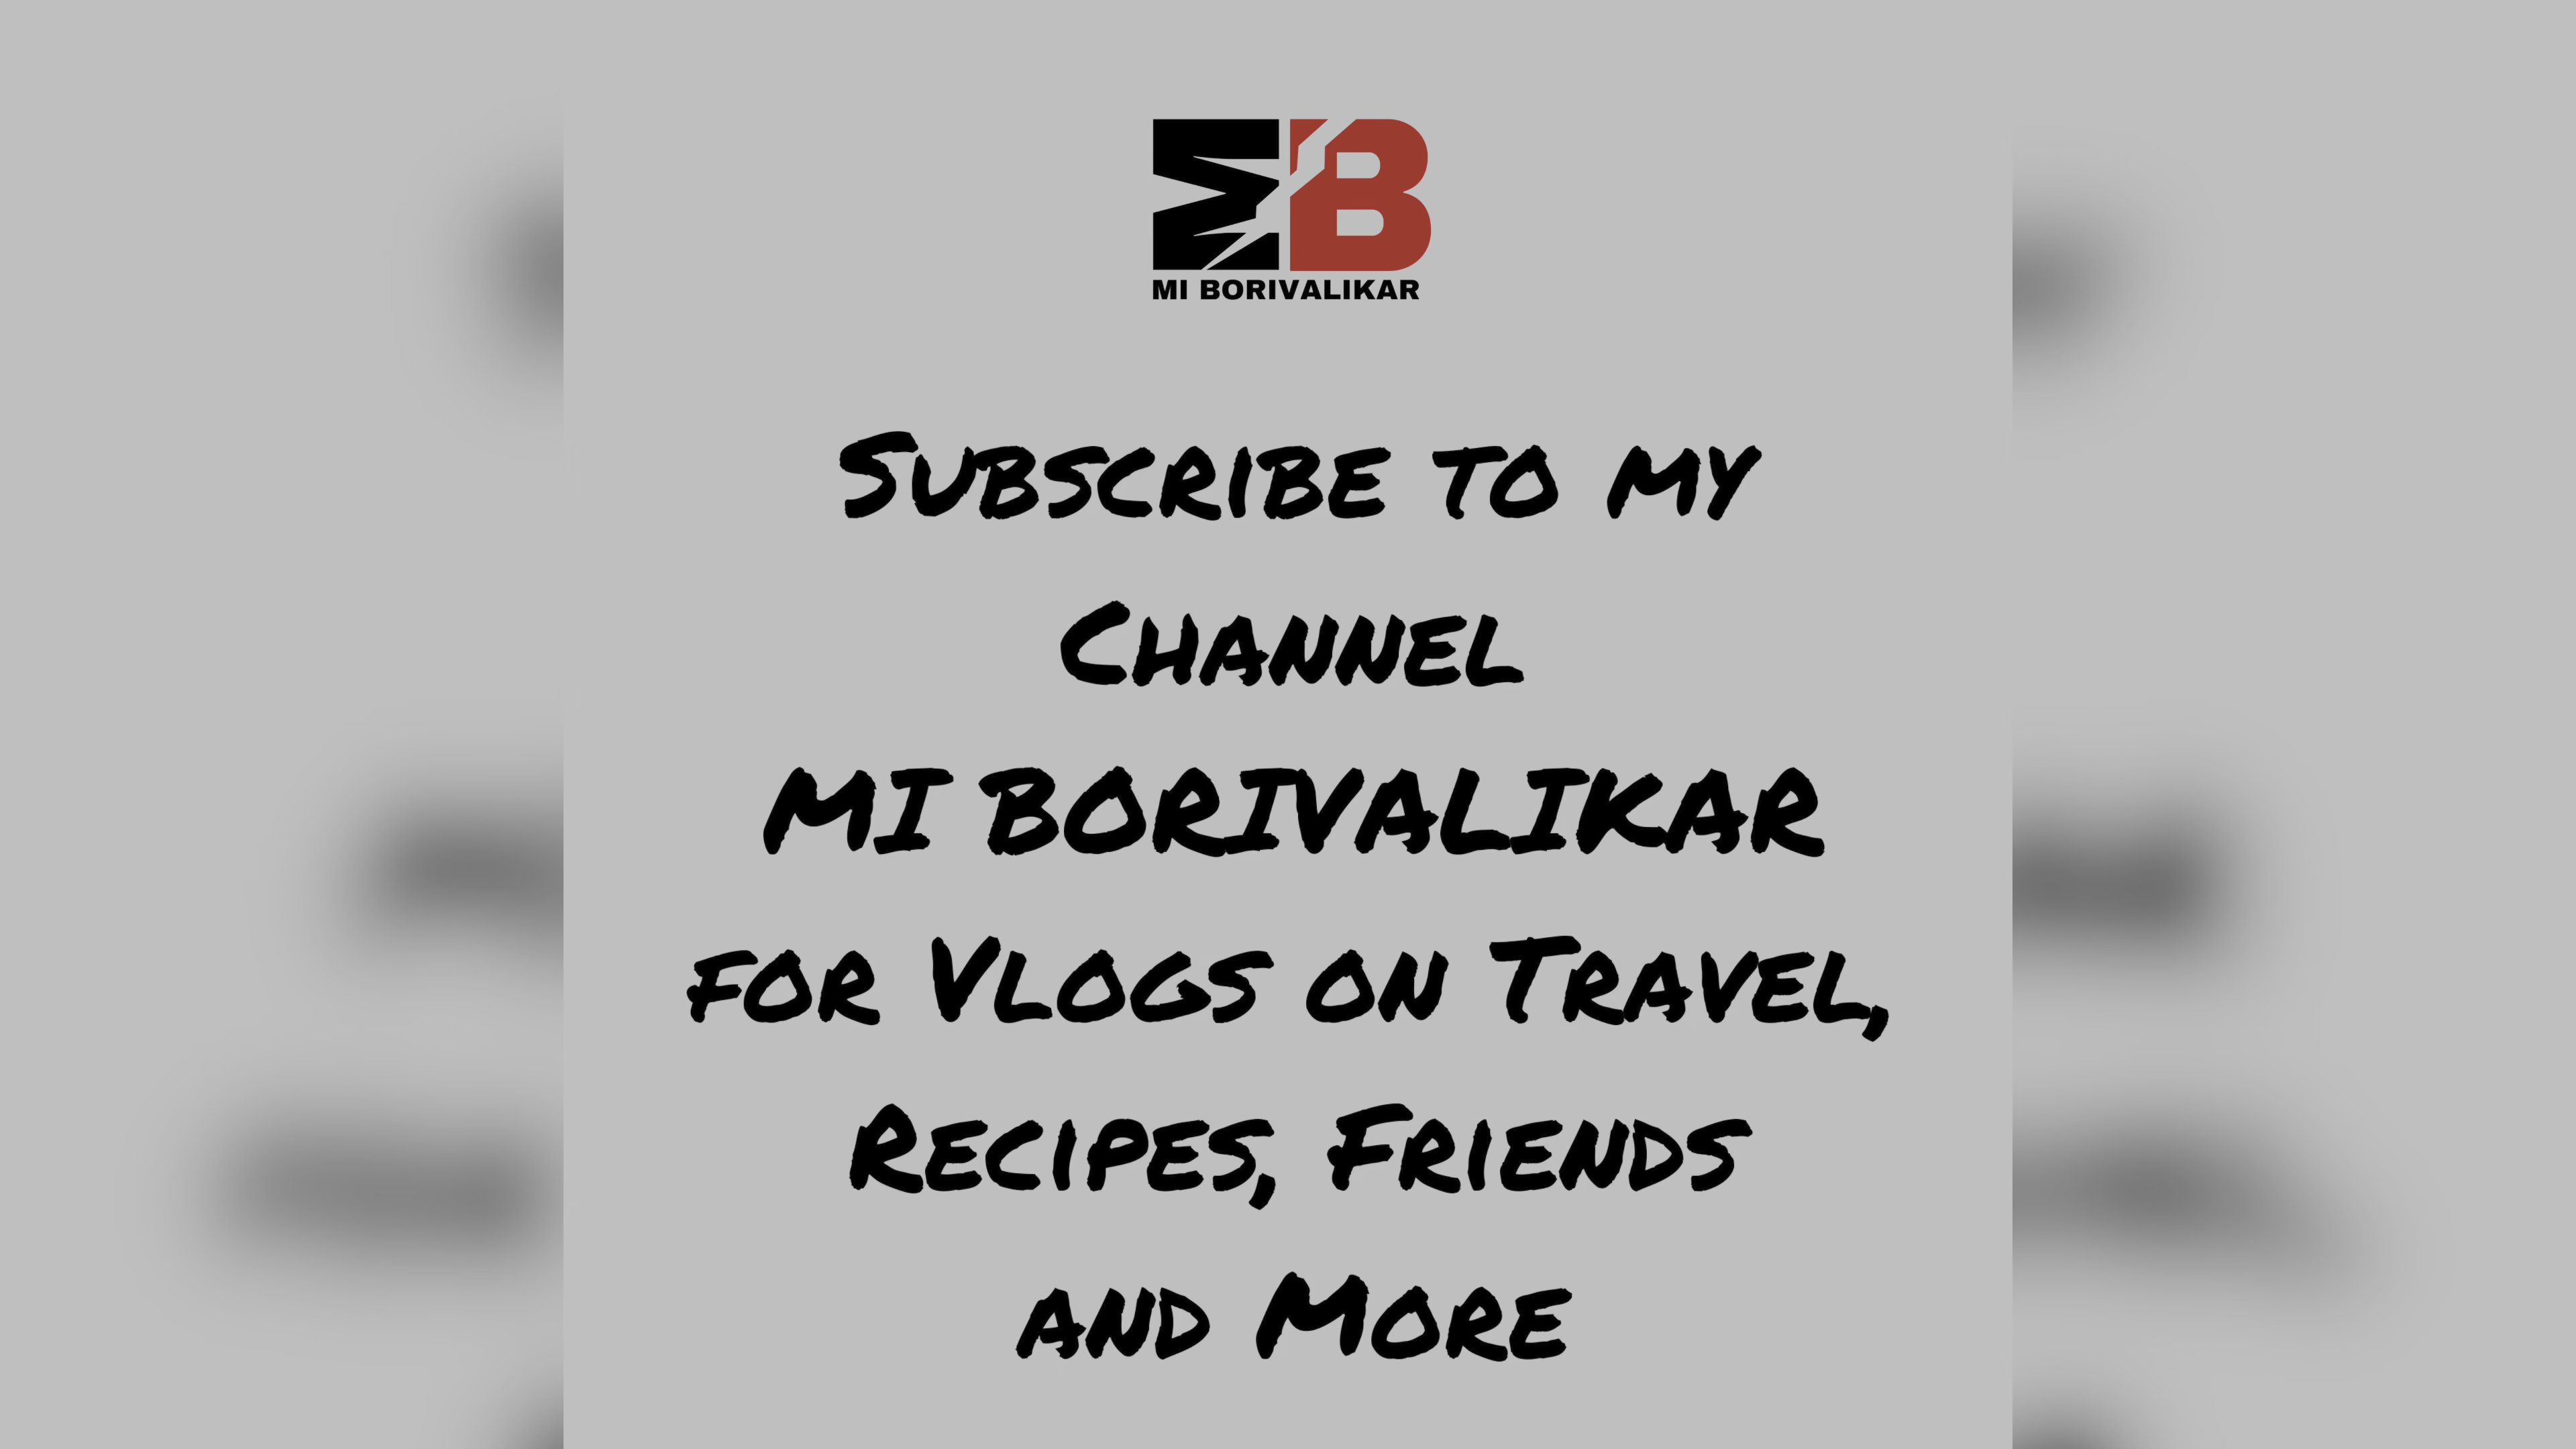 MI BORIVALIKAR
Subscribe to my
Channel
MI BORIVALIKAR
for Vlogs on Travel,
Recipes, Friends
and More